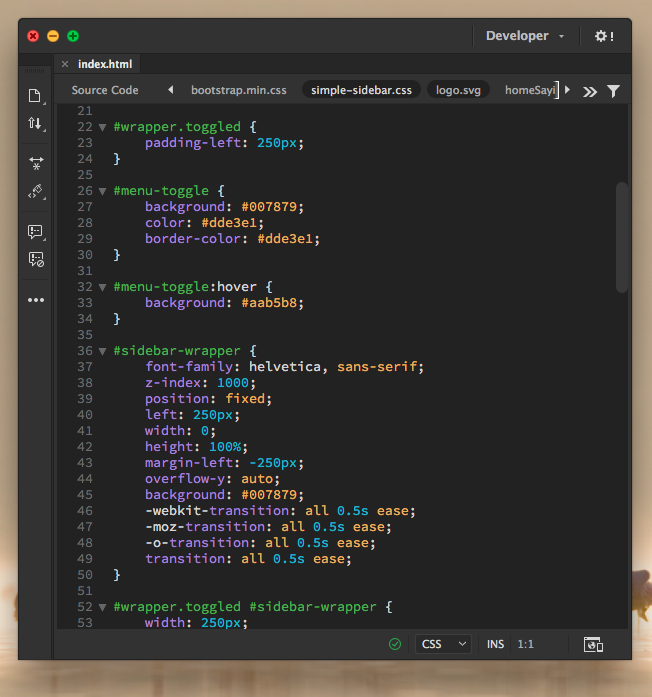 Developer
!
index.html
Source Code
bootstrap.min.css
simple-sidebar.css
logo.svg
homeSayi
21
22 #wrapper.toggled {
23 padding-left: 250px;
24 }
25
26 #menu-toggle {
27 background: #007879;
28 color: #dde3e1;
29 border-color: #dde3e1;
30 }
31
32 #menu-toggle:hover {
33 background: #aab5b8;
34 }
35
36 #sidebar-wrapper {
37 font-family: helvetica, sans-serif;
38 z-index: 1000;
39 position: fixed;
40 left: 250px;
41 width: 0;
42 height: 100%;
43 margin-left: -250px;
44 overflow-y: auto;
45 background: #007879;
46 -webkit-transition: all 0.5s ease;
47 -moz-transition: all 0.5s ease;
48 -o-transition: all 0.5s ease;
49 transition: all 0.5s ease;
50 }
51
52 #wrapper.toggled #sidebar-wrapper {
53 width: 250px;
CSS
INS
1:1